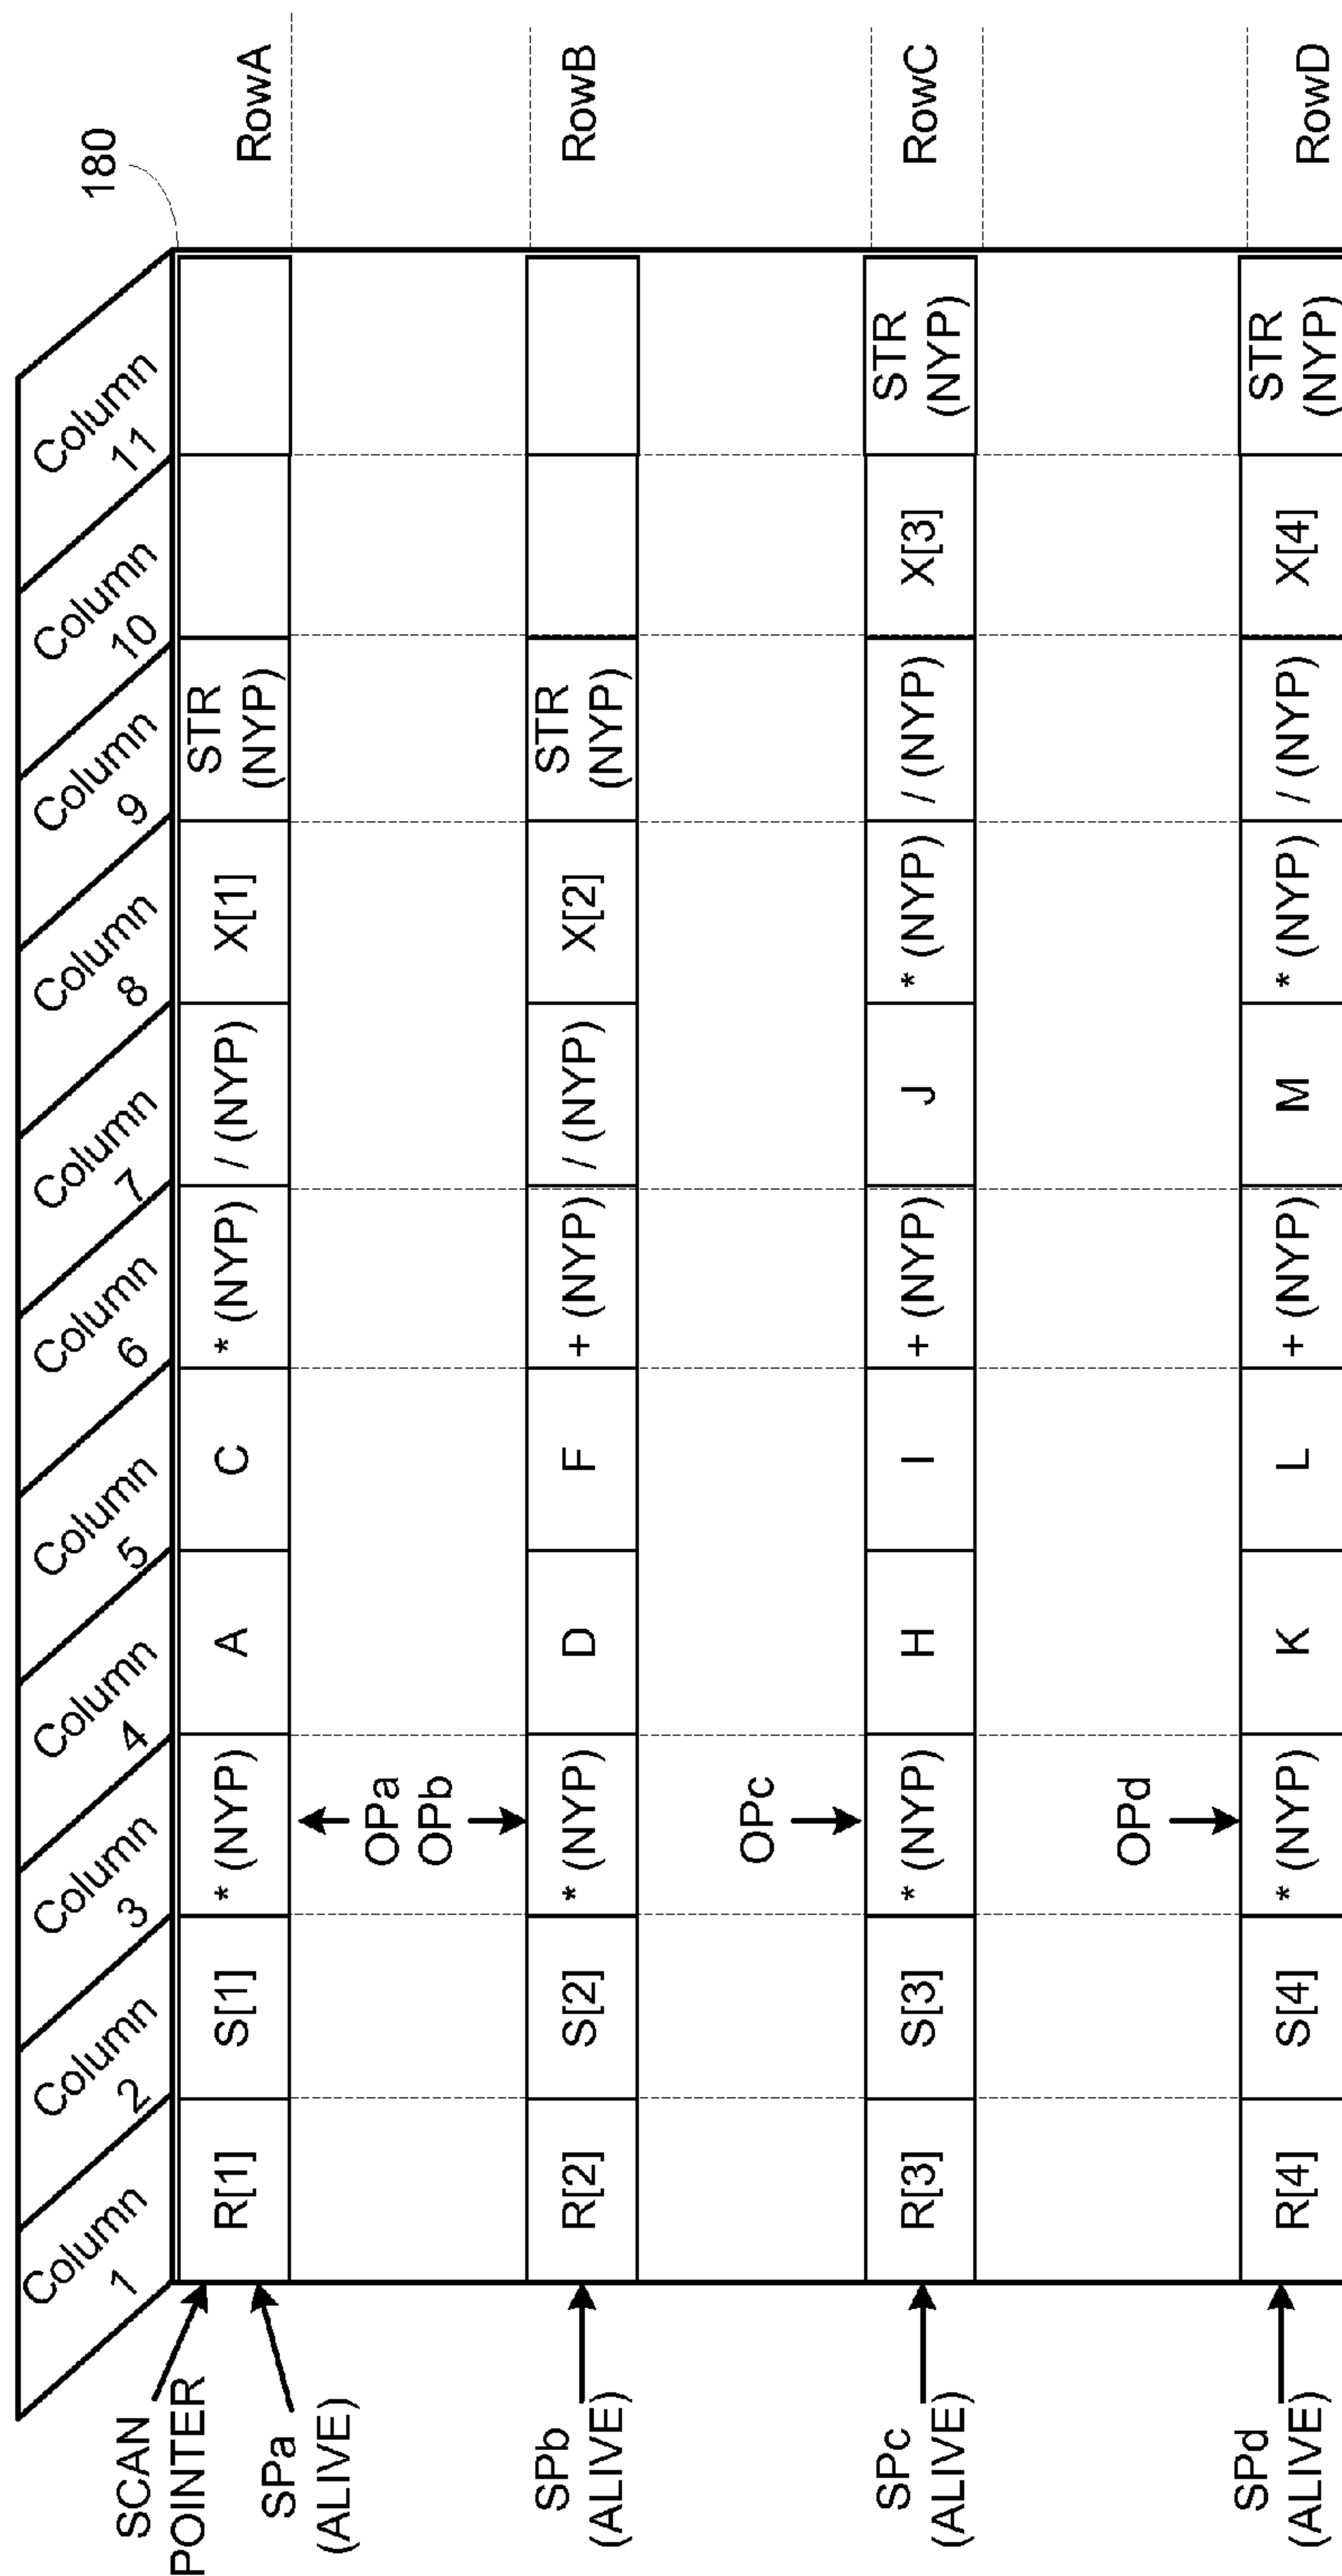 180
Column 1
Column 2
Column 3
Column 4
Column 5
Column 6
Column 7
Column 8
Column 9
Column 10
Column 11
SCAN
POINTER
SPa
(ALIVE)
R[1] S[1] * (NYP) A C * (NYP) / (NYP) X[1] STR (NYP)
RowA
OPa
OPb
SPb
(ALIVE)
R[2] S[2] * (NYP) D F + (NYP) / (NYP) X[2] STR (NYP)
RowB
OPc
SPc
(ALIVE)
R[3] S[3] * (NYP) H I + (NYP) J * (NYP) / (NYP) X[3] STR (NYP)
RowC
OPd
SPd
(ALIVE)
R[4] S[4] * (NYP) K L + (NYP) M * (NYP) / (NYP) X[4] STR (NYP)
RowD